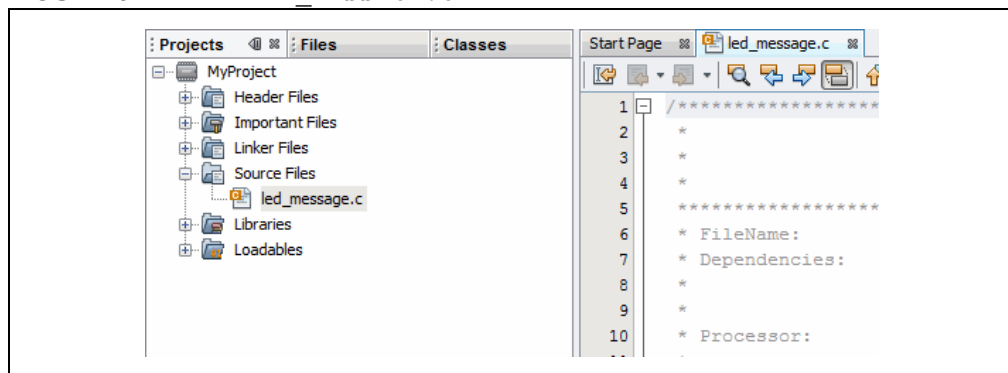 Projects Files Classes
MyProject
Header Files
Important Files
Linker Files
Source Files
led_message.c
Libraries
Loadables
Start Page led_message.c
1 /******************
2 *
3 *
4 *
5 ******************
6 * FileName:
7 * Dependencies:
8 *
9 *
10 * Processor: